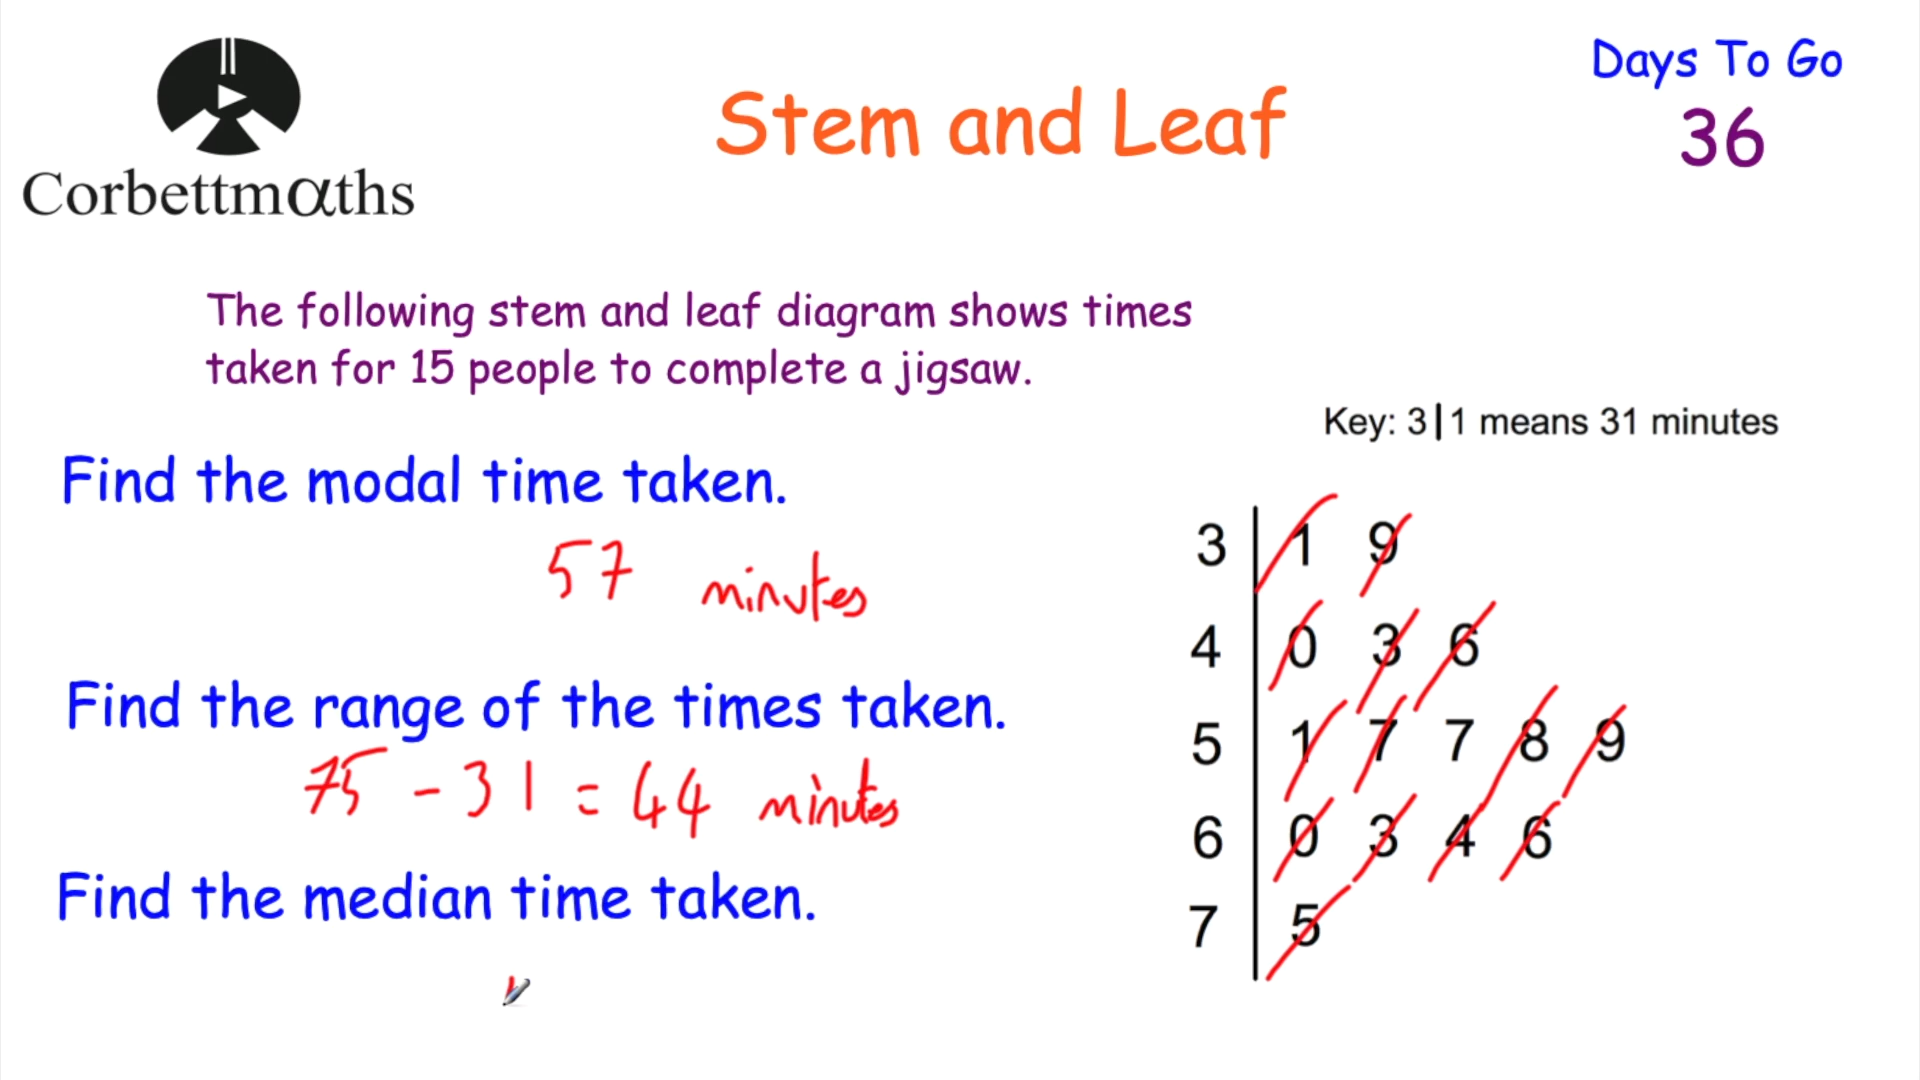 Corbettmαths
Stem and Leaf
Days To Go
36
The following stem and leaf diagram shows times
taken for 15 people to complete a jigsaw.
Key: 3|1 means 31 minutes
Find the modal time taken.
57 minutes
Find the range of the times taken.
75 - 31 = 44 minutes
Find the median time taken.
3 | 1 9
4 | 0 3 6
5 | 1 7 7 8 9
6 | 0 3 4 6
7 | 5